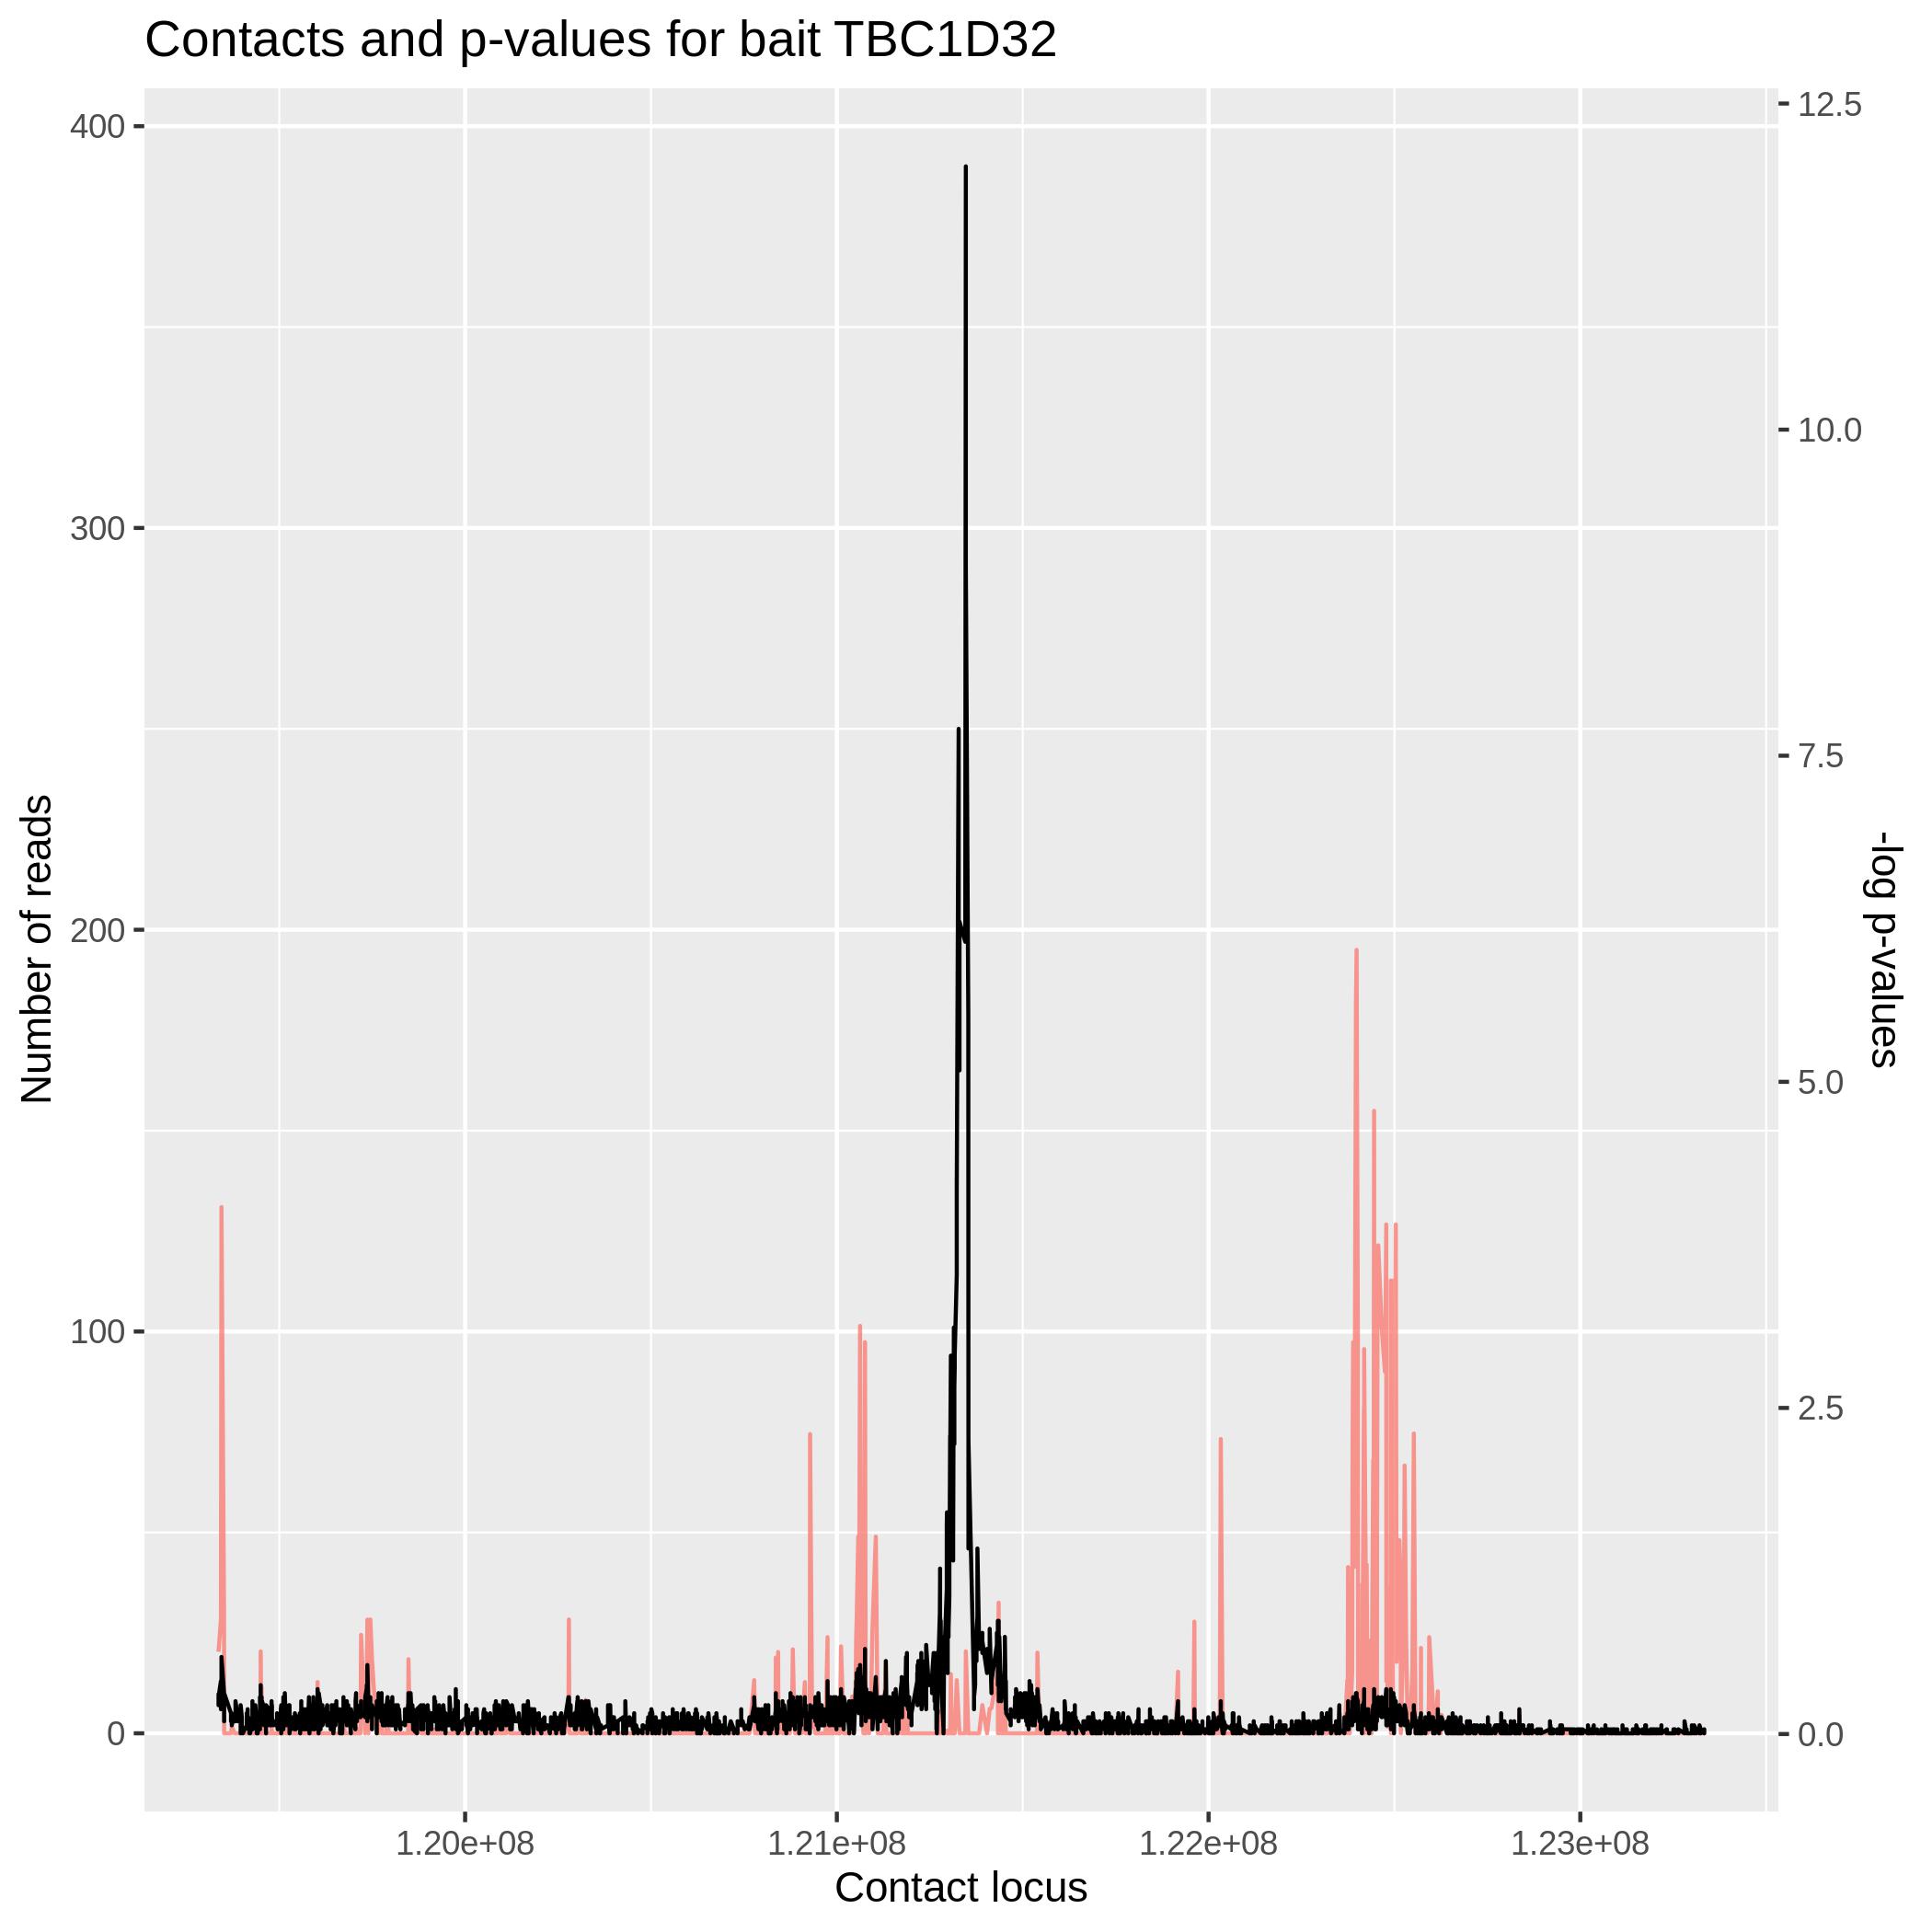 Contacts and p-values for bait TBC1D32
400
300
200
100
0
12.5
10.0
7.5
5.0
2.5
0.0
Number of reads
-log p-values
1.20e+08
1.21e+08
1.22e+08
1.23e+08
Contact locus